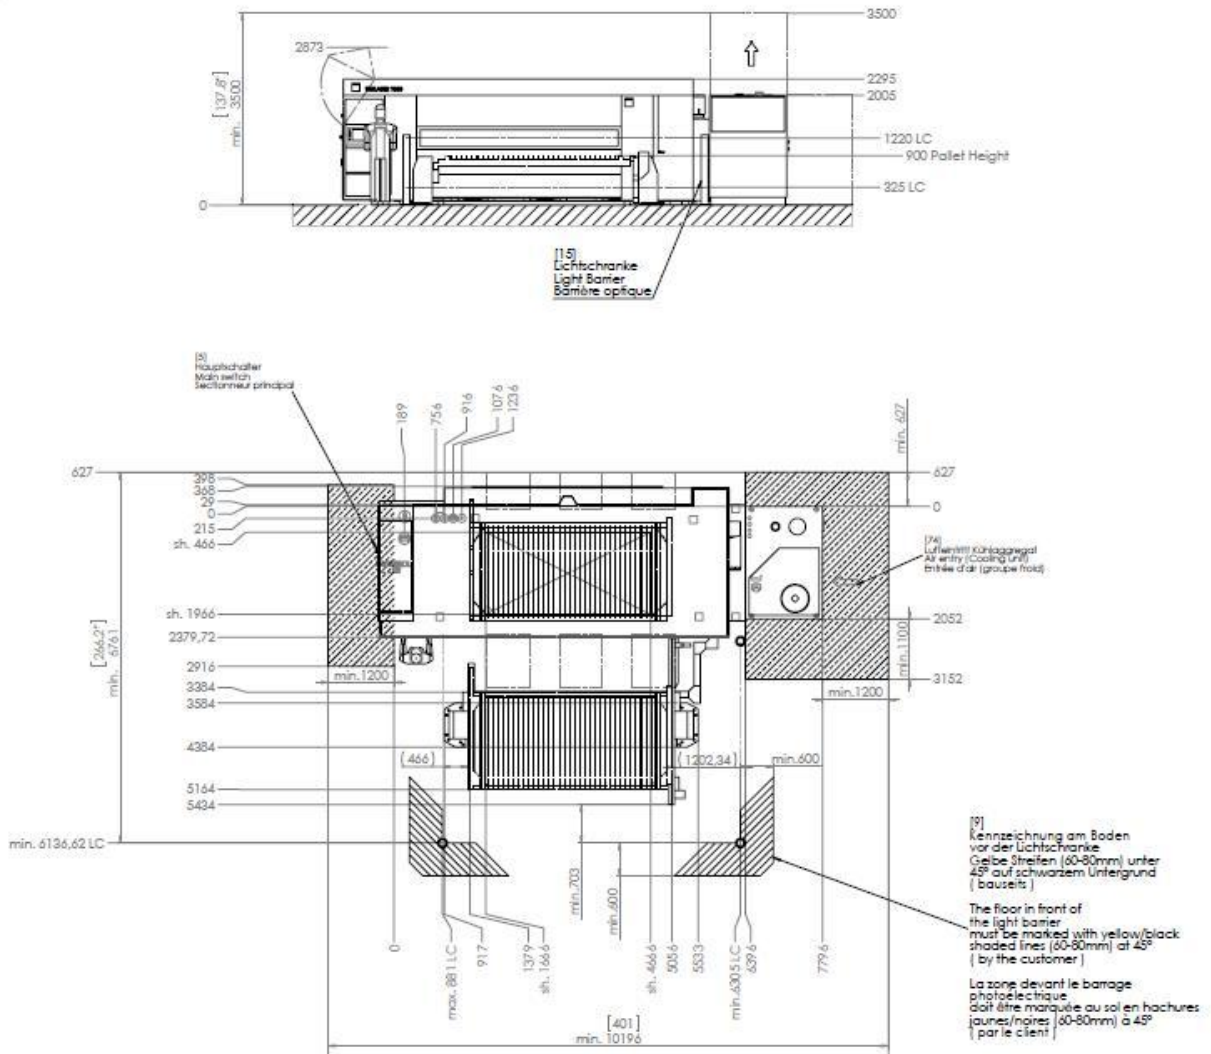 3500
2873
[137.8"]
min. 3500
2295
2005
1220 LC
900 Pallet Height
325 LC
0
[15]
Lichtschranke
Light Barrier
Barrière optique
[5]
Hauptschalter
Main switch
Sectionneur principal
189
756
916
1076
1236
min. 627
627
627
398
368
29
0
0
215
sh. 466
[74]
Lufteintritt Kühlaggregat
Air entry (Cooling unit)
Entrée d'air (groupe froid)
sh. 1966
2052
2379,72
[266.2"]
min. 6761
min.1100
2916
3152
min.1200
min.1200
3384
3584
4384
(466)
(1202,34)
min.600
5164
5434
min. 6136,62 LC
min.703
min.600
[9]
Kennzeichnung am Boden
vor der Lichtschranke
Gelbe Streifen (60-80mm) unter
45° auf schwarzem Untergrund
( bauseits )
The floor in front of
the light barrier
must be marked with yellow/black
shaded lines (60-80mm) at 45°
( by the customer )
La zone devant le barrage
photoélectrique
doit être marquée au sol en hachures
jaunes/noires (60-80mm) à 45°
( par le client )
0
max. 881 LC
917
1379
sh. 1666
sh. 4666
5056
5533
min.6305 LC
6396
7796
[401]
min. 10196